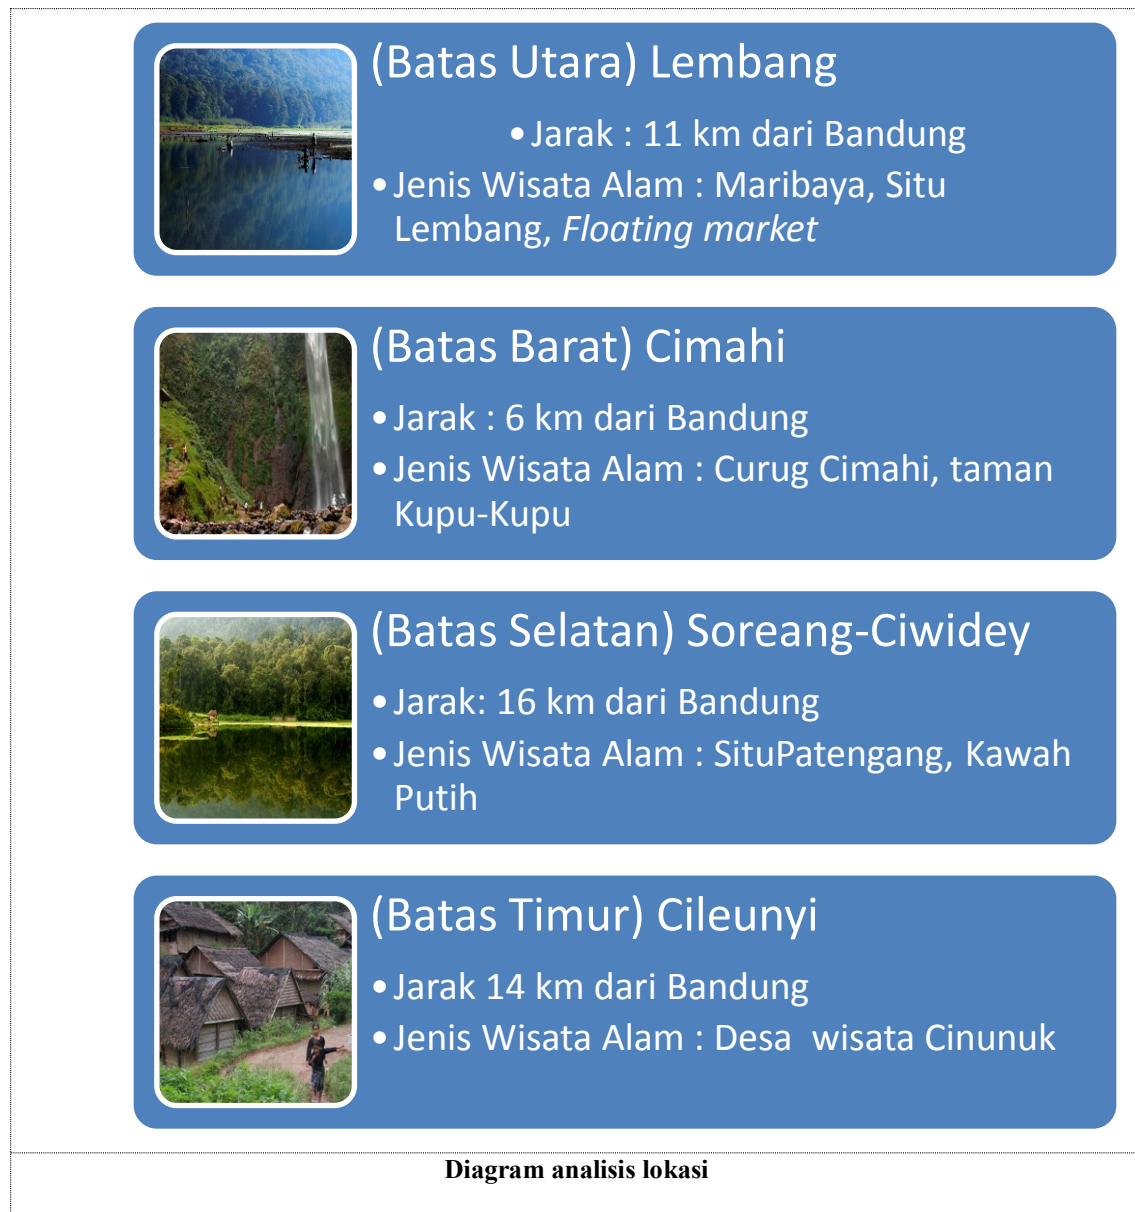 (Batas Utara) Lembang
•Jarak : 11 km dari Bandung
•Jenis Wisata Alam : Maribaya, Situ
Lembang, Floating market
(Batas Barat) Cimahi
•Jarak : 6 km dari Bandung
•Jenis Wisata Alam : Curug Cimahi, taman
Kupu-Kupu
(Batas Selatan) Soreang-Ciwidey
•Jarak: 16 km dari Bandung
•Jenis Wisata Alam : SituPatengang, Kawah
Putih
(Batas Timur) Cileunyi
•Jarak 14 km dari Bandung
•Jenis Wisata Alam : Desa  wisata Cinunuk
Diagram analisis lokasi